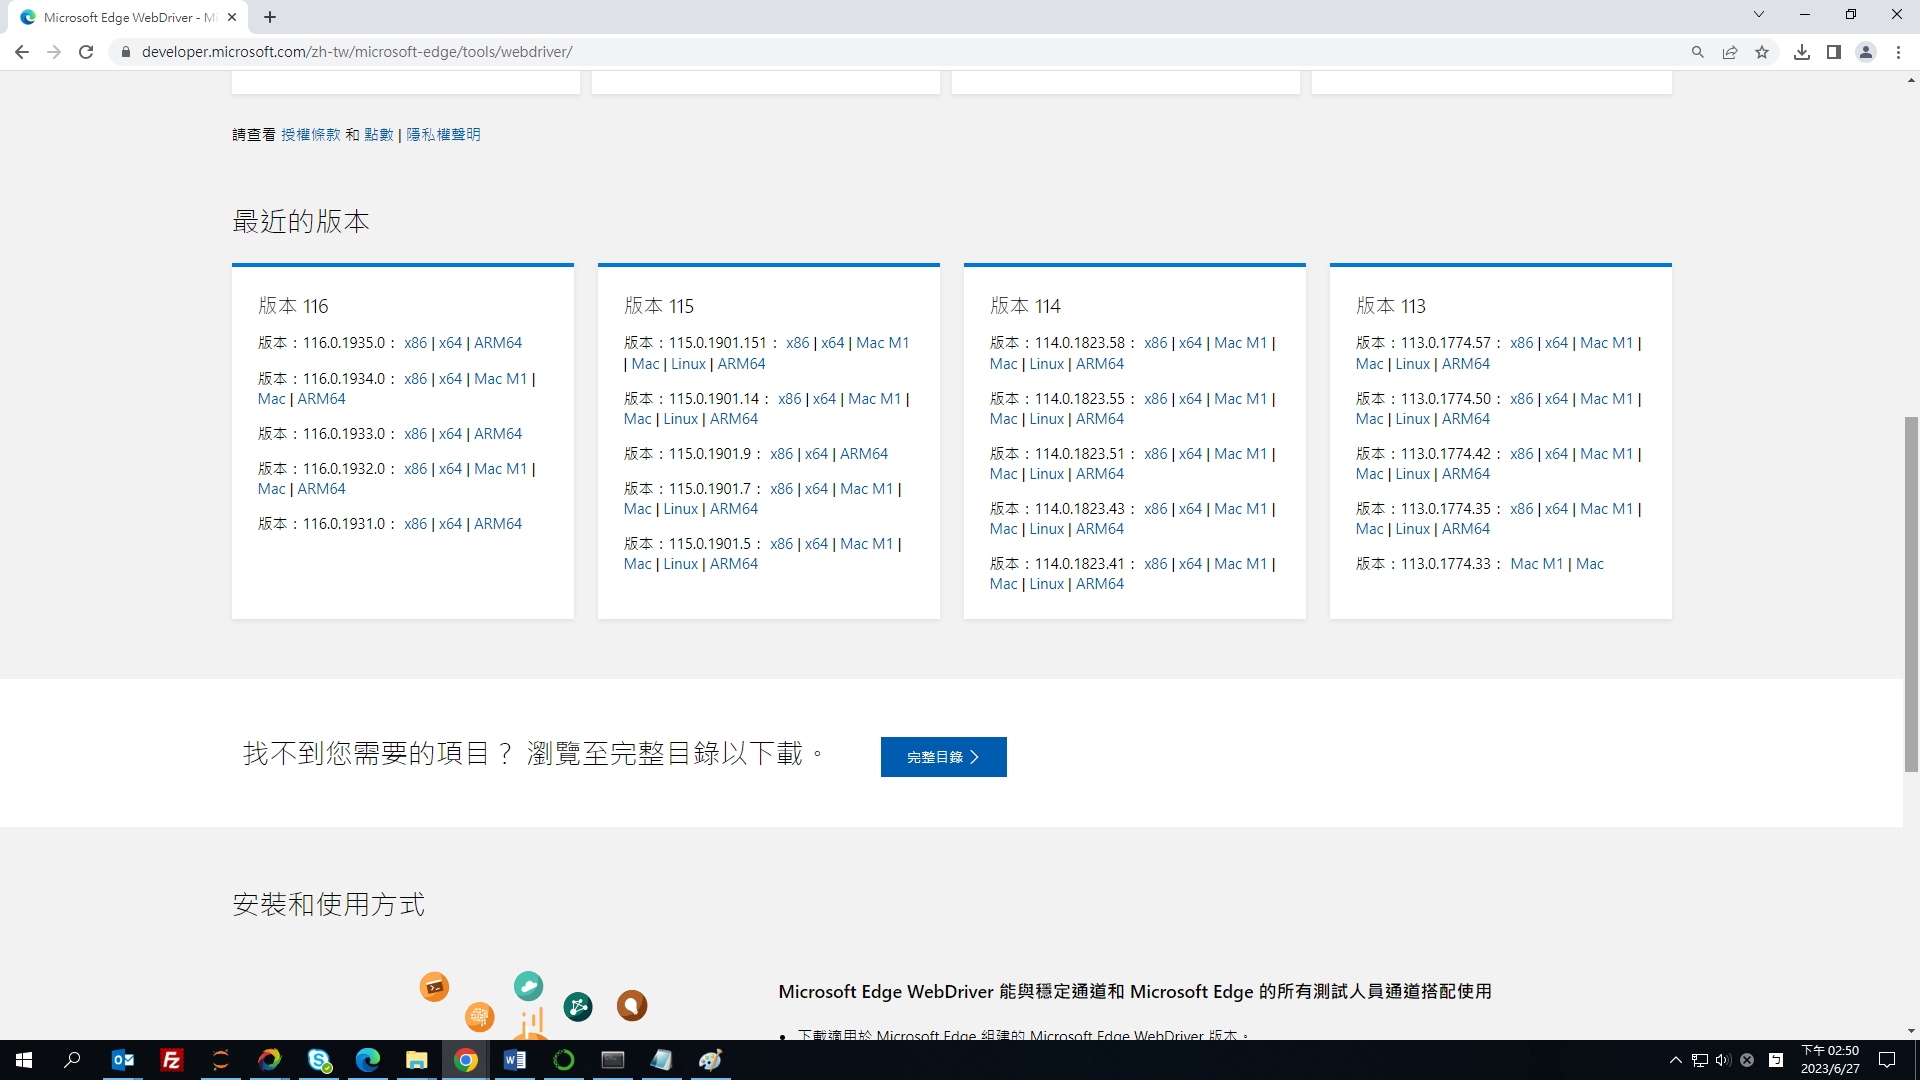 Microsoft Edge WebDriver - Mi
developer.microsoft.com/zh-tw/microsoft-edge/tools/webdriver/
請查看 授權條款 和 點數 | 隱私權聲明
最近的版本
版本 116
版本：116.0.1935.0： x86 | x64 | ARM64
版本：116.0.1934.0： x86 | x64 | Mac M1 |
Mac | ARM64
版本：116.0.1933.0： x86 | x64 | ARM64
版本：116.0.1932.0： x86 | x64 | Mac M1 |
Mac | ARM64
版本：116.0.1931.0： x86 | x64 | ARM64
版本 115
版本：115.0.1901.151： x86 | x64 | Mac M1
| Mac | Linux | ARM64
版本：115.0.1901.14： x86 | x64 | Mac M1 |
Mac | Linux | ARM64
版本：115.0.1901.9： x86 | x64 | ARM64
版本：115.0.1901.7： x86 | x64 | Mac M1 |
Mac | Linux | ARM64
版本：115.0.1901.5： x86 | x64 | Mac M1 |
Mac | Linux | ARM64
版本 114
版本：114.0.1823.58： x86 | x64 | Mac M1 |
Mac | Linux | ARM64
版本：114.0.1823.55： x86 | x64 | Mac M1 |
Mac | Linux | ARM64
版本：114.0.1823.51： x86 | x64 | Mac M1 |
Mac | Linux | ARM64
版本：114.0.1823.43： x86 | x64 | Mac M1 |
Mac | Linux | ARM64
版本：114.0.1823.41： x86 | x64 | Mac M1 |
Mac | Linux | ARM64
版本 113
版本：113.0.1774.57： x86 | x64 | Mac M1 |
Mac | Linux | ARM64
版本：113.0.1774.50： x86 | x64 | Mac M1 |
Mac | Linux | ARM64
版本：113.0.1774.42： x86 | x64 | Mac M1 |
Mac | Linux | ARM64
版本：113.0.1774.35： x86 | x64 | Mac M1 |
Mac | Linux | ARM64
版本：113.0.1774.33： Mac M1 | Mac
找不到您需要的項目？ 瀏覽至完整目錄以下載。
完整目錄
安裝和使用方式
Microsoft Edge WebDriver 能與穩定通道和 Microsoft Edge 的所有測試人員通道搭配使用
• 下載適用於 Microsoft Edge 組建的 Microsoft Edge WebDriver 版本。
下午 02:50
2023/6/27